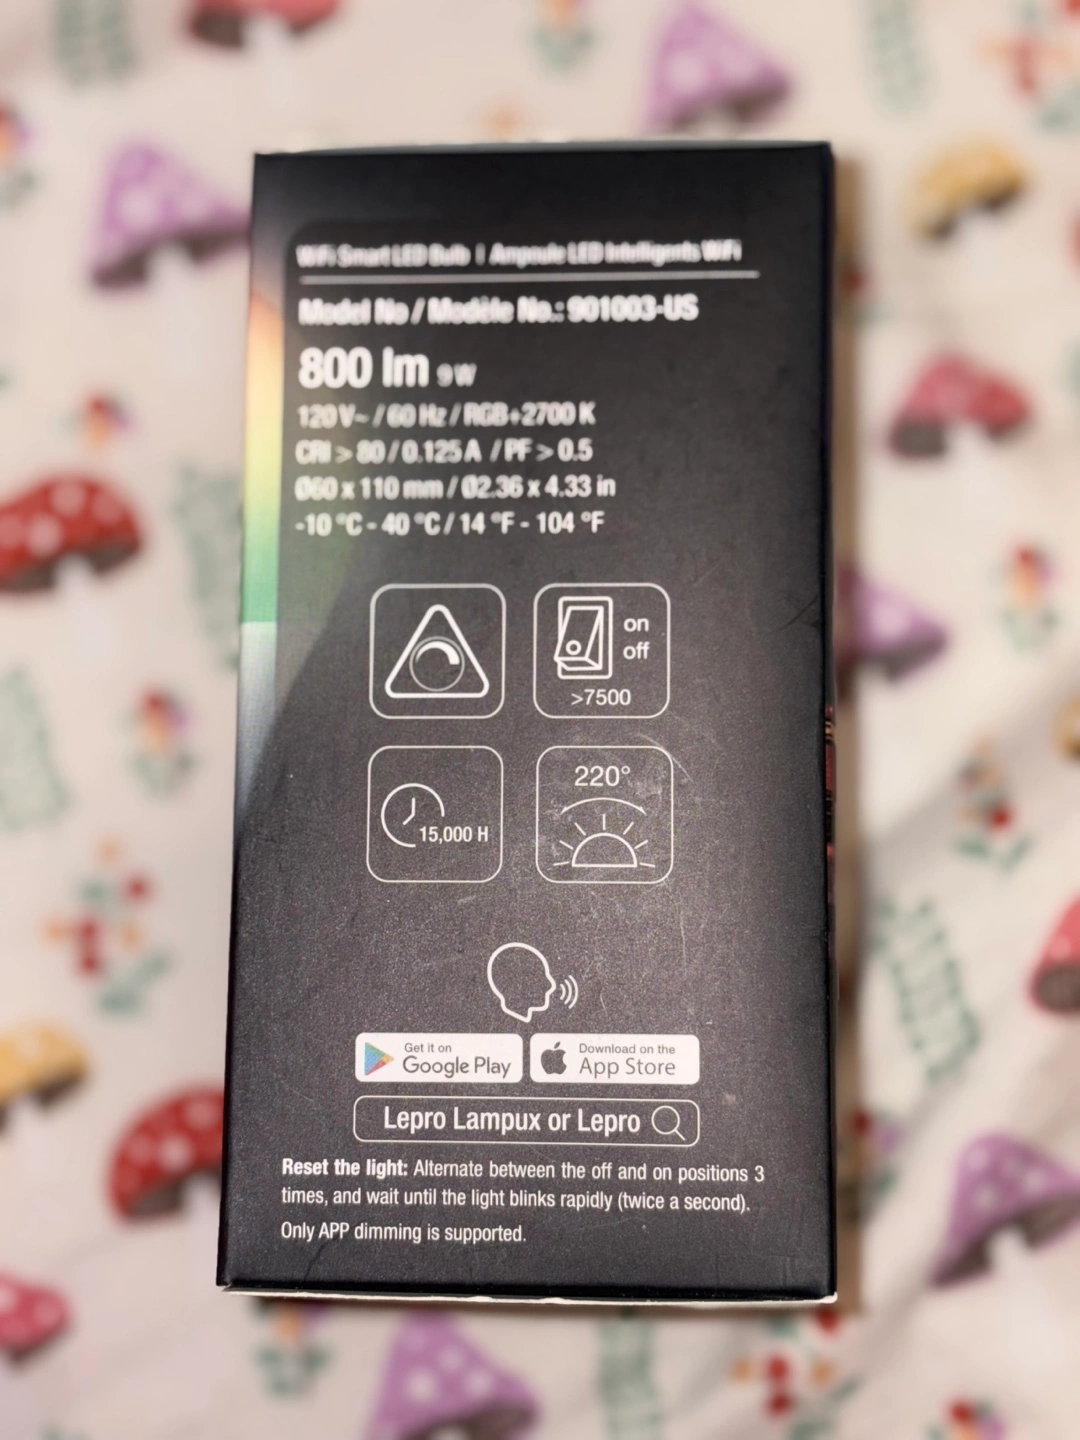 WiFi Smart LED Bulb | Ampoule LED Intelligente WiFi
Model No / Modèle No.: 901003-US
800 lm 9W
120 V~ / 60 Hz / RGB+2700 K
CRI > 80 / 0.125 A / PF > 0.5
Ø60 x 110 mm / Ø2.36 x 4.33 in
-10 °C - 40 °C / 14 °F - 104 °F
on
off
>7500
15,000 H
220°
Get it on
Google Play
Download on the
App Store
Lepro Lampux or Lepro
Reset the light: Alternate between the off and on positions 3
times, and wait until the light blinks rapidly (twice a second).
Only APP dimming is supported.